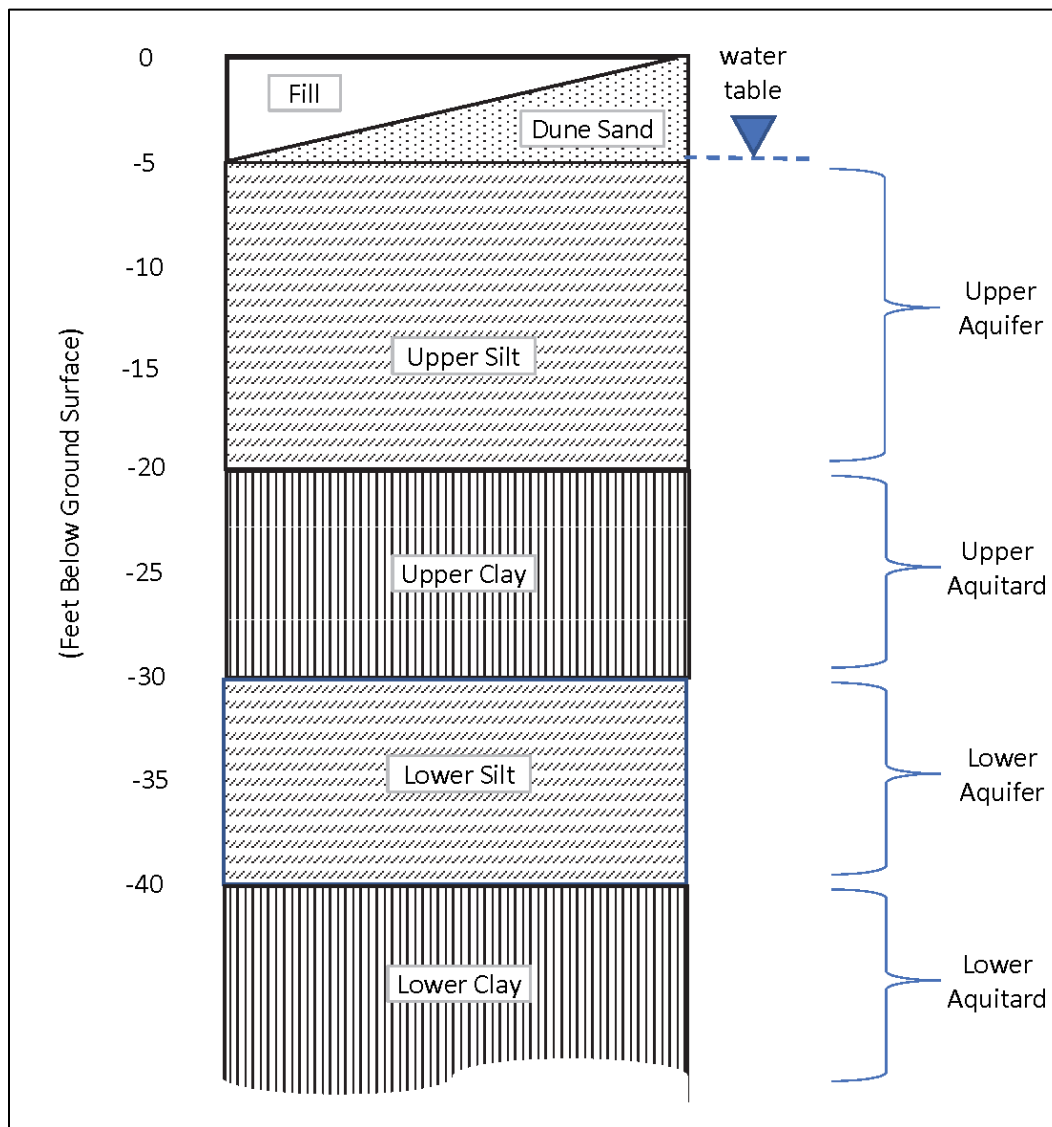 0
water
table
Fill
Dune Sand
-5
-10
Upper
Aquifer
Upper Silt
-15
(Feet Below Ground Surface)
-20
Upper Clay
-25
Upper
Aquitard
-30
Lower Silt
-35
Lower
Aquifer
-40
Lower Clay
Lower
Aquitard